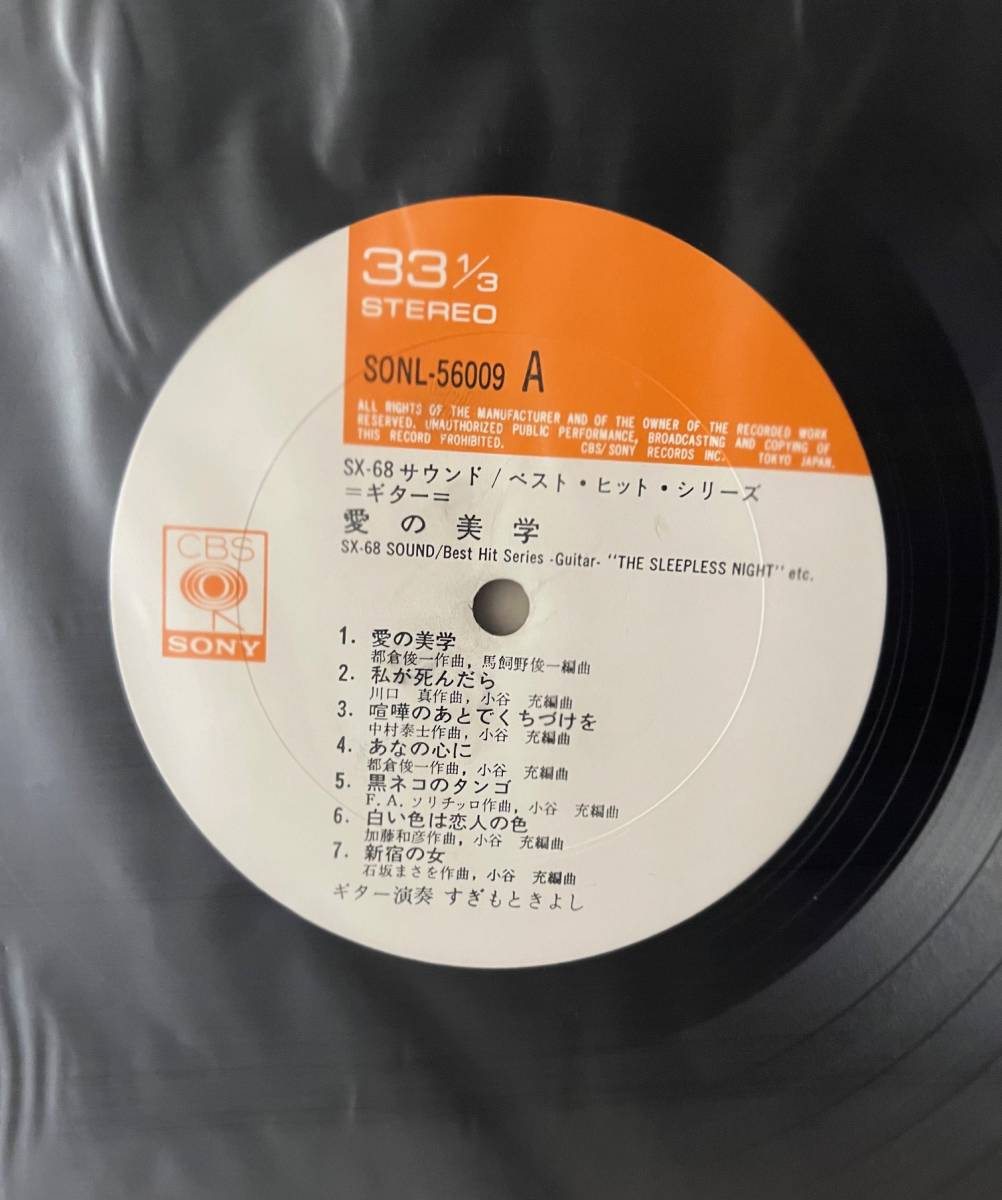 33 1/3
STEREO
SONL-56009 A
ALL RIGHTS OF THE MANUFACTURER AND OF THE OWNER OF THE RECORDED WORK
RESERVED. UNAUTHORIZED PUBLIC PERFORMANCE, BROADCASTING AND COPYING OF
THIS RECORD PROHIBITED. CBS/SONY RECORDS INC. TOKYO JAPAN.
SX-68 サウンド / ベスト・ヒット・シリーズ
=ギター=
愛の美学
SX-68 SOUND/Best Hit Series -Guitar- "THE SLEEPLESS NIGHT" etc.
CBS
SONY
1. 愛の美学
都倉俊一作曲, 馬飼野俊一編曲
2. 私が死んだら
川口 真作曲, 小谷 充編曲
3. 喧嘩のあとでくちづけを
中村泰士作曲, 小谷 充編曲
4. あなの心に
都倉俊一作曲, 小谷 充編曲
5. 黒ネコのタンゴ
F.A.ソリチッロ作曲, 小谷 充編曲
6. 白い色は恋人の色
加藤和彦作曲, 小谷 充編曲
7. 新宿の女
石坂まさを作曲, 小谷 充編曲
ギター演奏 すぎもときよし